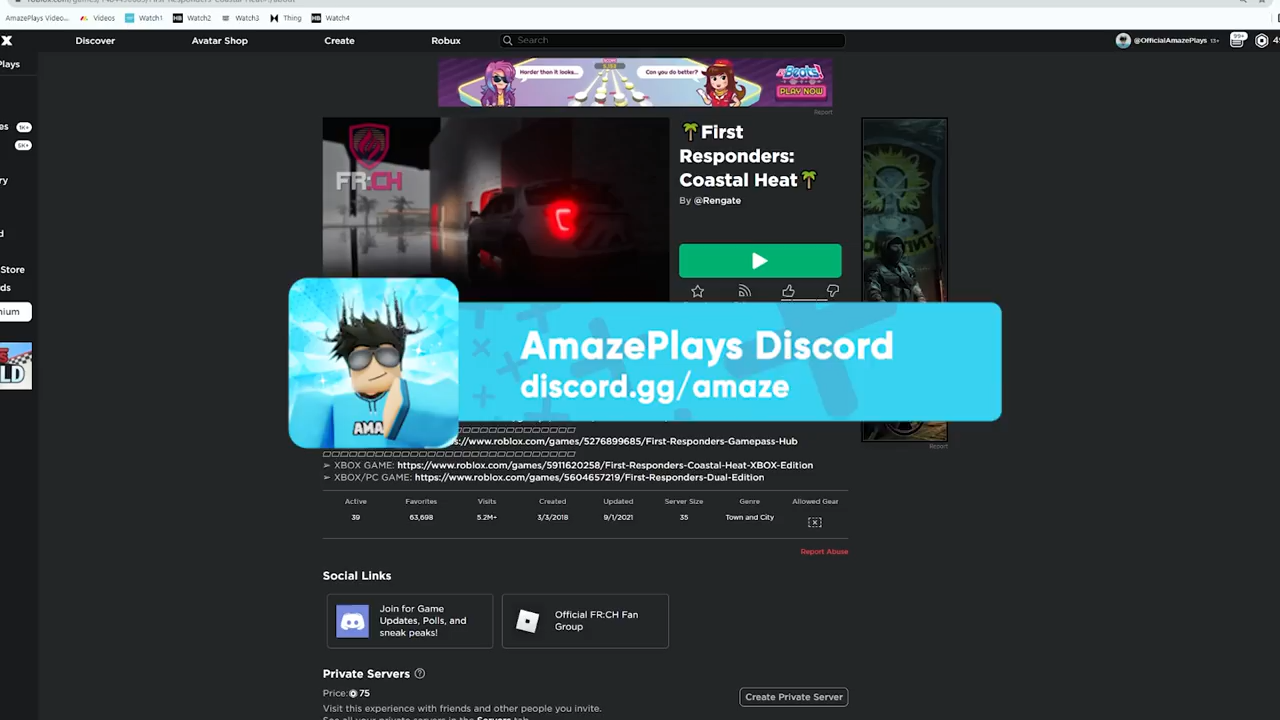 AmazePlays Video...
Videos
Watch1
Watch2
Watch3
Thing
Watch4
Discover
Avatar Shop
Create
Robux
Search
@OfficialAmazePlays 13+
99+
Plays
1K+
6K+
Store
Harder than it looks...
Can you do better?
Beats!
PLAY NOW
Report
FR:CH
🌴First
Responders:
Coastal Heat🌴
By @Rengate
AmazePlays Discord
discord.gg/amaze
Report
://www.roblox.com/games/5276899685/First-Responders-Gamepass-Hub
➢ XBOX GAME: https://www.roblox.com/games/5911620258/First-Responders-Coastal-Heat-XBOX-Edition
➢ XBOX/PC GAME: https://www.roblox.com/games/5604657219/First-Responders-Dual-Edition
Active Favorites Visits Created Updated Server Size Genre Allowed Gear
39 63,698 5.2M+ 3/3/2018 9/1/2021 35 Town and City
Report Abuse
Social Links
Join for Game
Updates, Polls, and
sneak peaks!
Official FR:CH Fan
Group
Private Servers
Price: 75
Create Private Server
Visit this experience with friends and other people you invite.